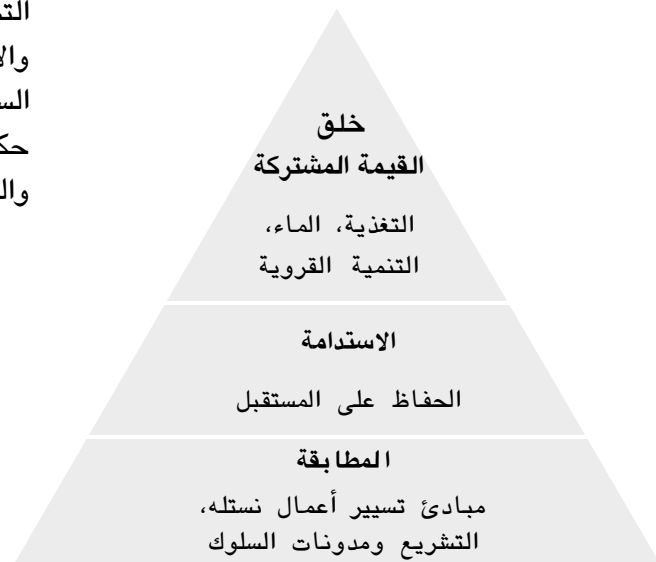 خلق
القيمة المشتركة
التغذية، الماء،
التنمية القروية
الاستدامة
الحفاظ على المستقبل
المطابقة
مبادئ تسيير أعمال نستله،
التشريع ومدونات السلوك